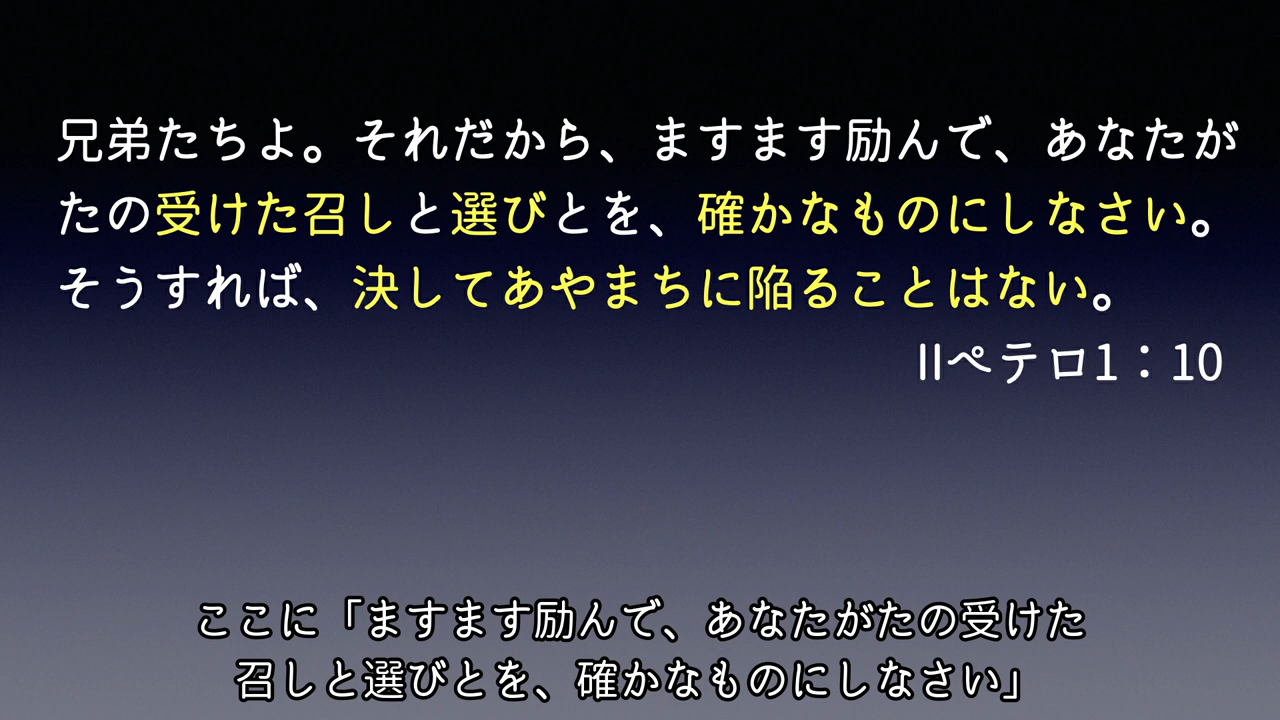 兄弟たちよ。それだから、ますます励んで、あなたが
たの受けた召しと選びとを、確かなものにしなさい。
そうすれば、決してあやまちに陥ることはない。
IIペテロ1：10
ここに「ますます励んで、あなたがたの受けた
召しと選びとを、確かなものにしなさい」